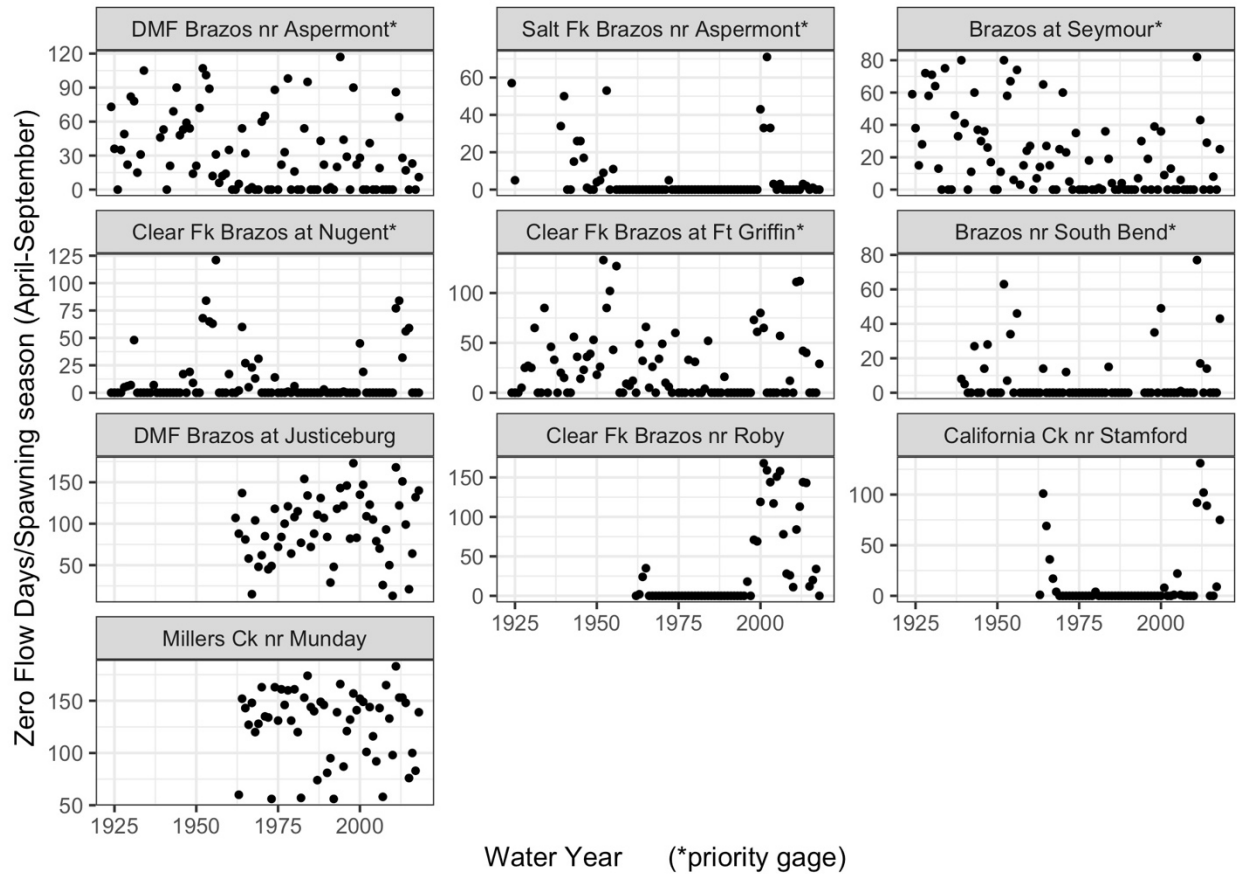 Zero Flow Days/Spawning season (April-September)
DMF Brazos nr Aspermont*
120
90
60
30
0
Salt Fk Brazos nr Aspermont*
60
40
20
0
Brazos at Seymour*
80
60
40
20
0
Clear Fk Brazos at Nugent*
125
100
75
50
25
0
Clear Fk Brazos at Ft Griffin*
100
50
0
Brazos nr South Bend*
80
60
40
20
0
DMF Brazos at Justiceburg
150
100
50
Clear Fk Brazos nr Roby
150
100
50
0
1925 1950 1975 2000
California Ck nr Stamford
100
50
0
1925 1950 1975 2000
Millers Ck nr Munday
150
100
50
1925 1950 1975 2000
Water Year (*priority gage)